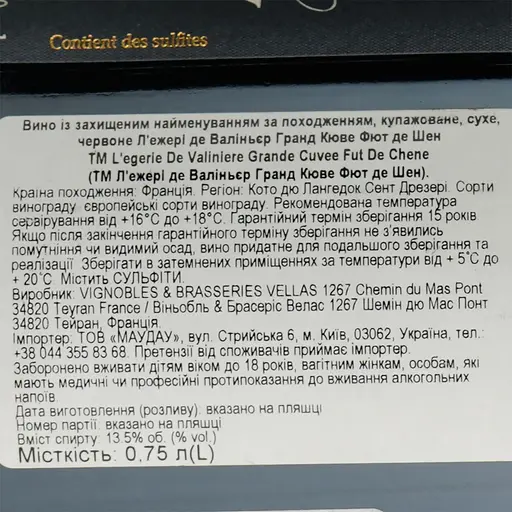 Contient des sulfites
Вино із захищеним найменуванням за походженням, купажоване, сухе,
червоне Л'ежері де Валіньєр Гранд Кюве Фют де Шен
ТМ L'egerie De Valiniere Grande Cuvee Fut De Chene
(ТМ Л'ежері де Валіньєр Гранд Кюве Фют де Шен).
Країна походження: Франція. Регіон: Кото дю Лангедок Сент Дрезері. Сорти
винограду: європейські сорти винограду. Рекомендована температура
сервірування від +16°С до +18°С. Гарантійний термін зберігання 15 років
Якщо після закінчення гарантійного терміну зберігання не з'явились
помутніння чи видимий осад, вино придатне для подальшого зберігання та
реалізації. Зберігати в затемнених приміщеннях за температури від + 5°С до
+ 20°С. Містить СУЛЬФІТИ.
Виробник: VIGNOBLES & BRASSERIES VELLAS 1267 Chemin du Mas Pont
34820 Teyran France / Віньобль & Брасеріс Велас 1267 Шемін дю Мас Понт
34820 Тейран, Франція.
Імпортер: ТОВ «МАУДАУ», вул. Стрийська 6, м. Київ, 03062, Україна, тел.:
+38 044 355 83 68. Претензії від споживачів приймає імпортер.
Заборонено вживати дітям віком до 18 років, вагітним жінкам, особам, які
мають медичні чи професійні протипоказання до вживання алкогольних
напоїв.
Дата виготовлення (розливу): вказано на пляшці
Номер партії: вказано на пляшці
Вміст спирту: 13.5% об. (% vol.)
Місткість: 0,75 л(L)